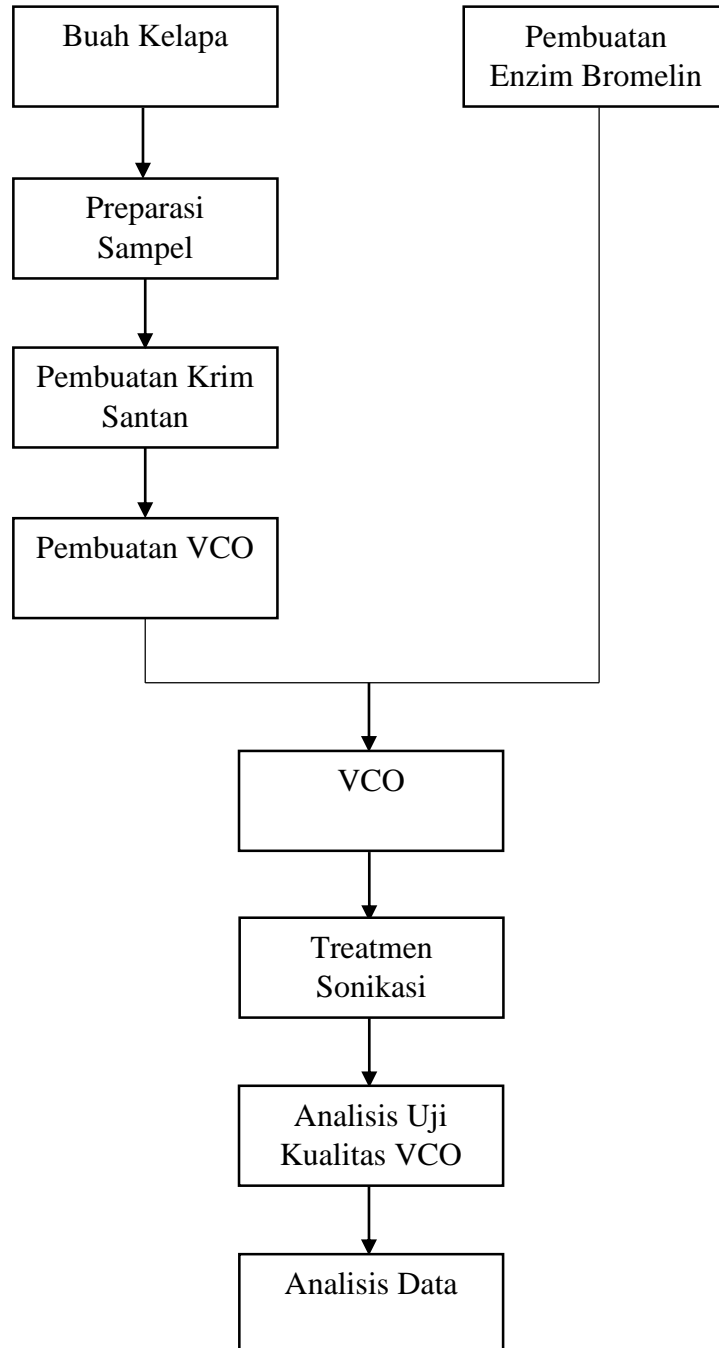 Buah Kelapa
Pembuatan
Enzim Bromelin
Preparasi
Sampel
Pembuatan Krim
Santan
Pembuatan VCO
VCO
Treatmen
Sonikasi
Analisis Uji
Kualitas VCO
Analisis Data